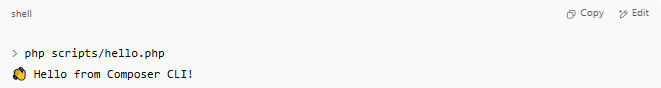 shell Copy Edit
> php scripts/hello.php
👋 Hello from Composer CLI!